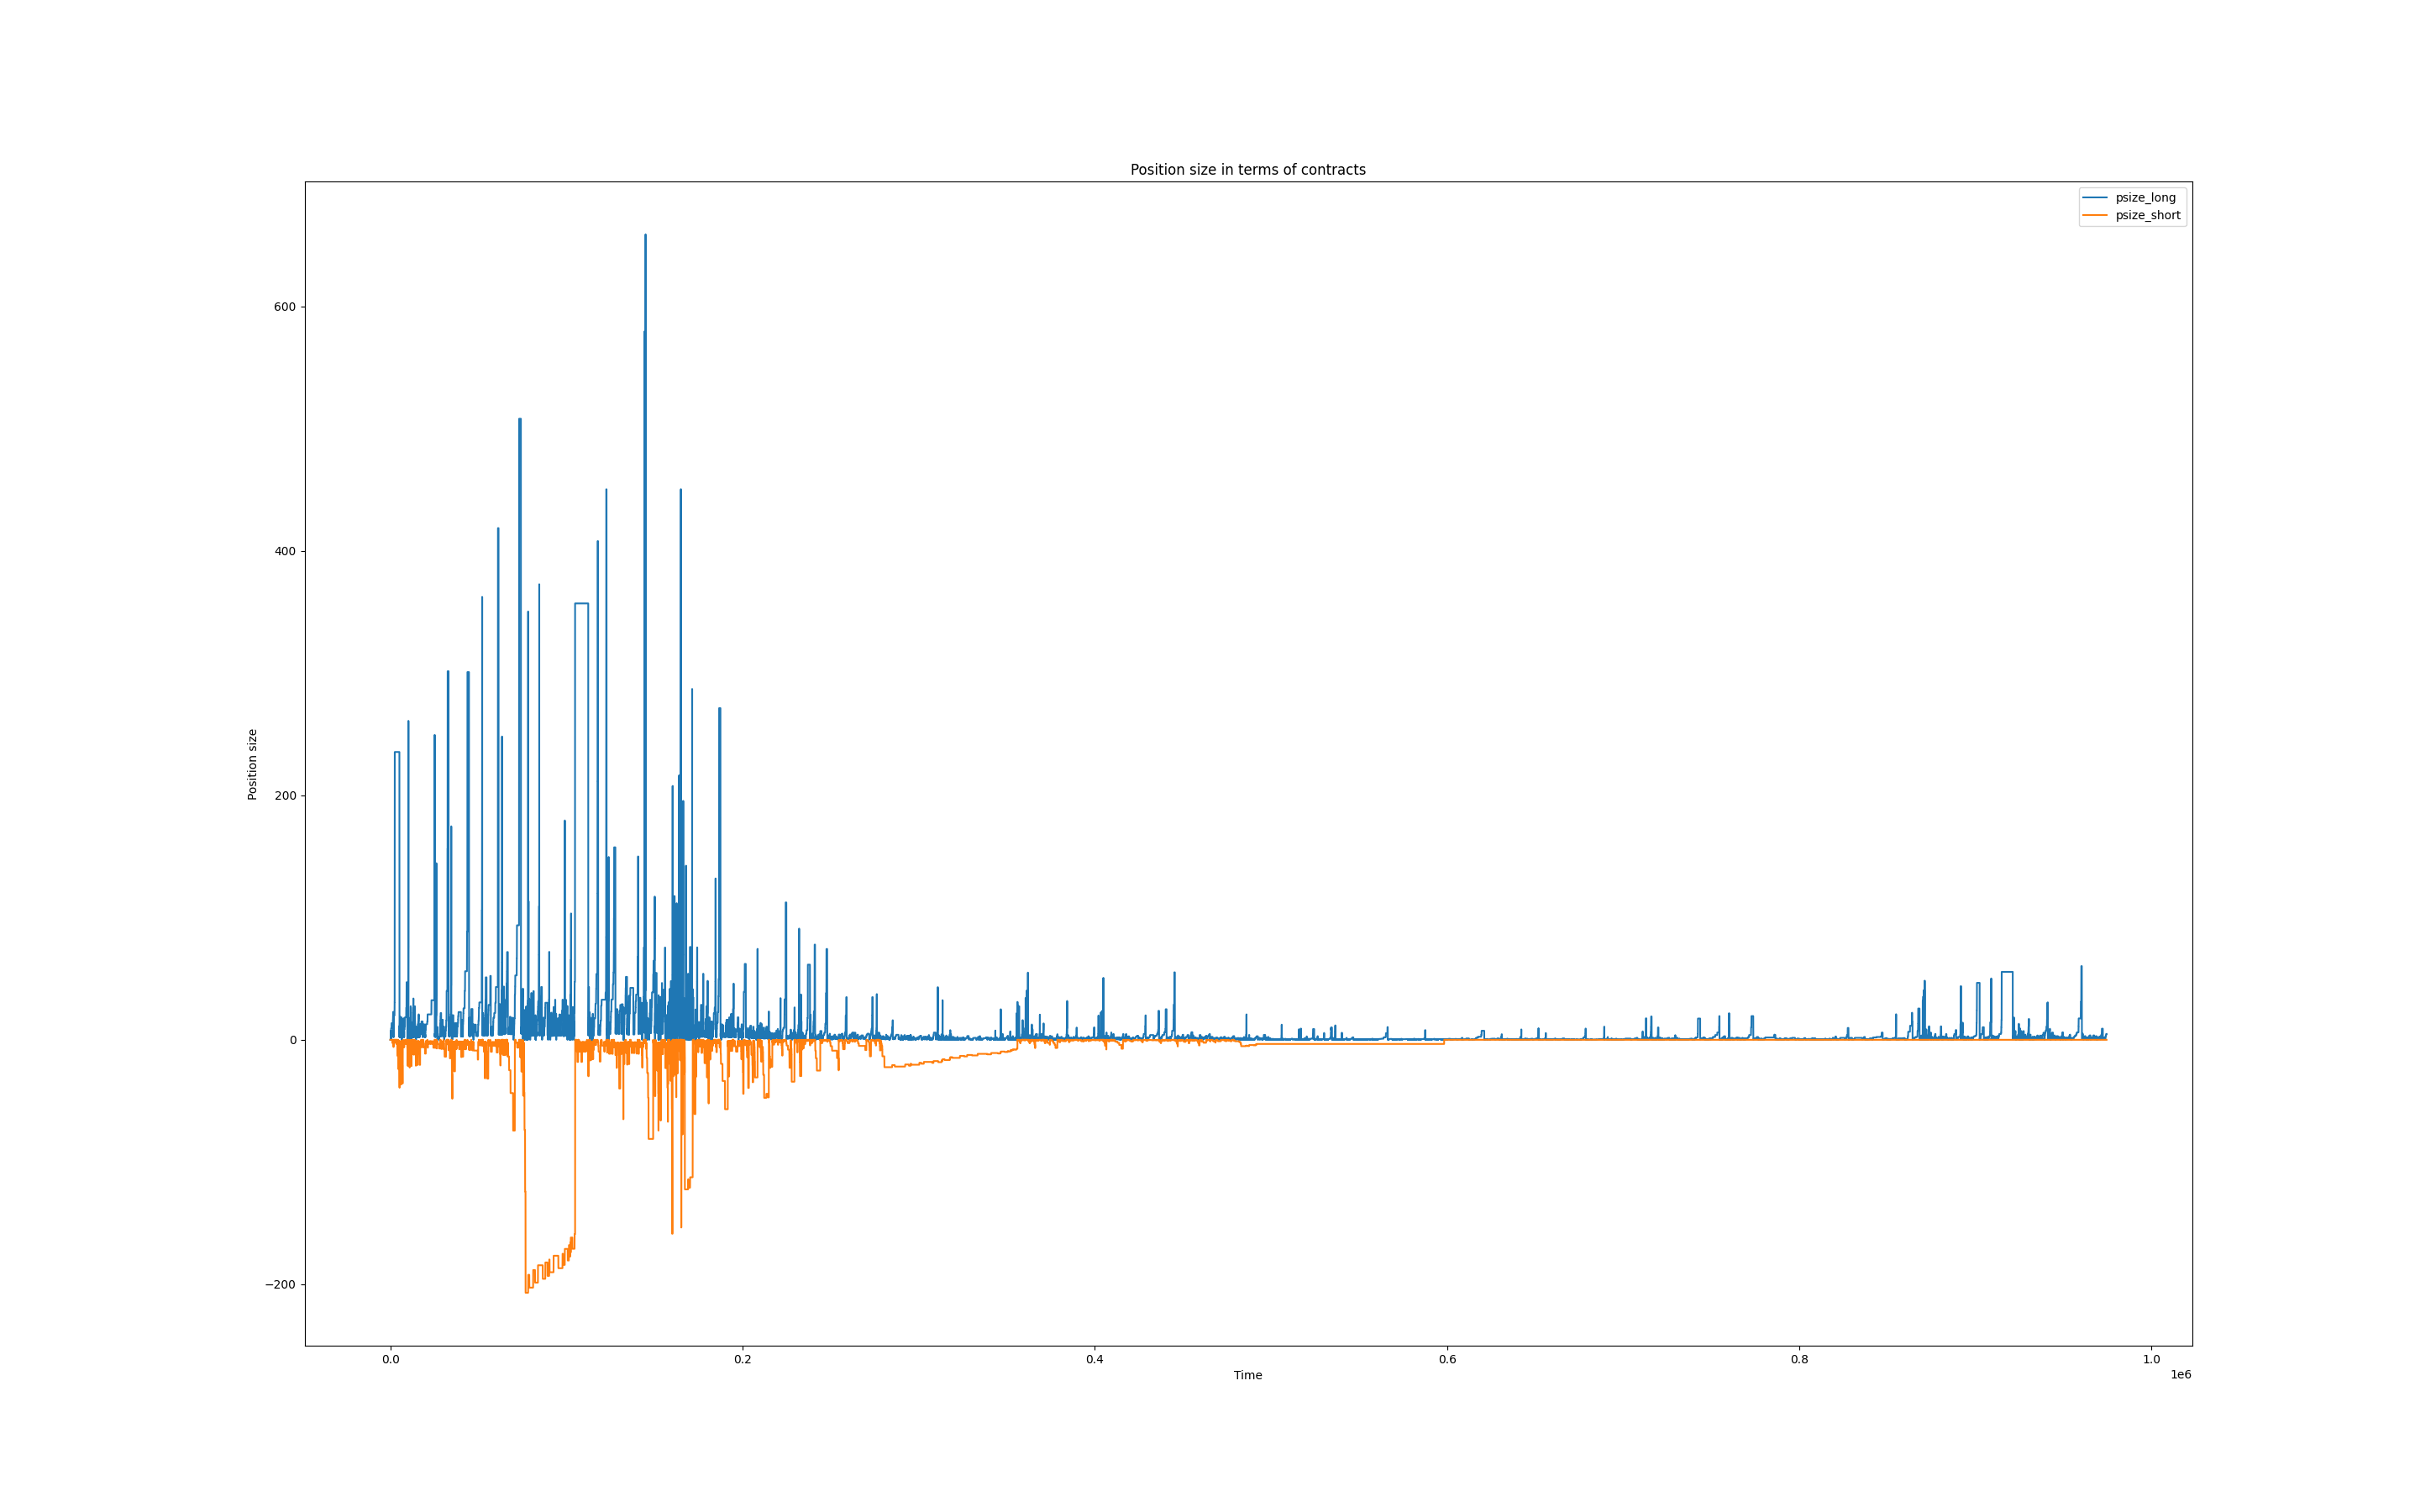 Position size in terms of contracts
psize_long
psize_short
600
400
200
0
−200
Position size
0.0
0.2
0.4
0.6
0.8
1.0
1e6
Time